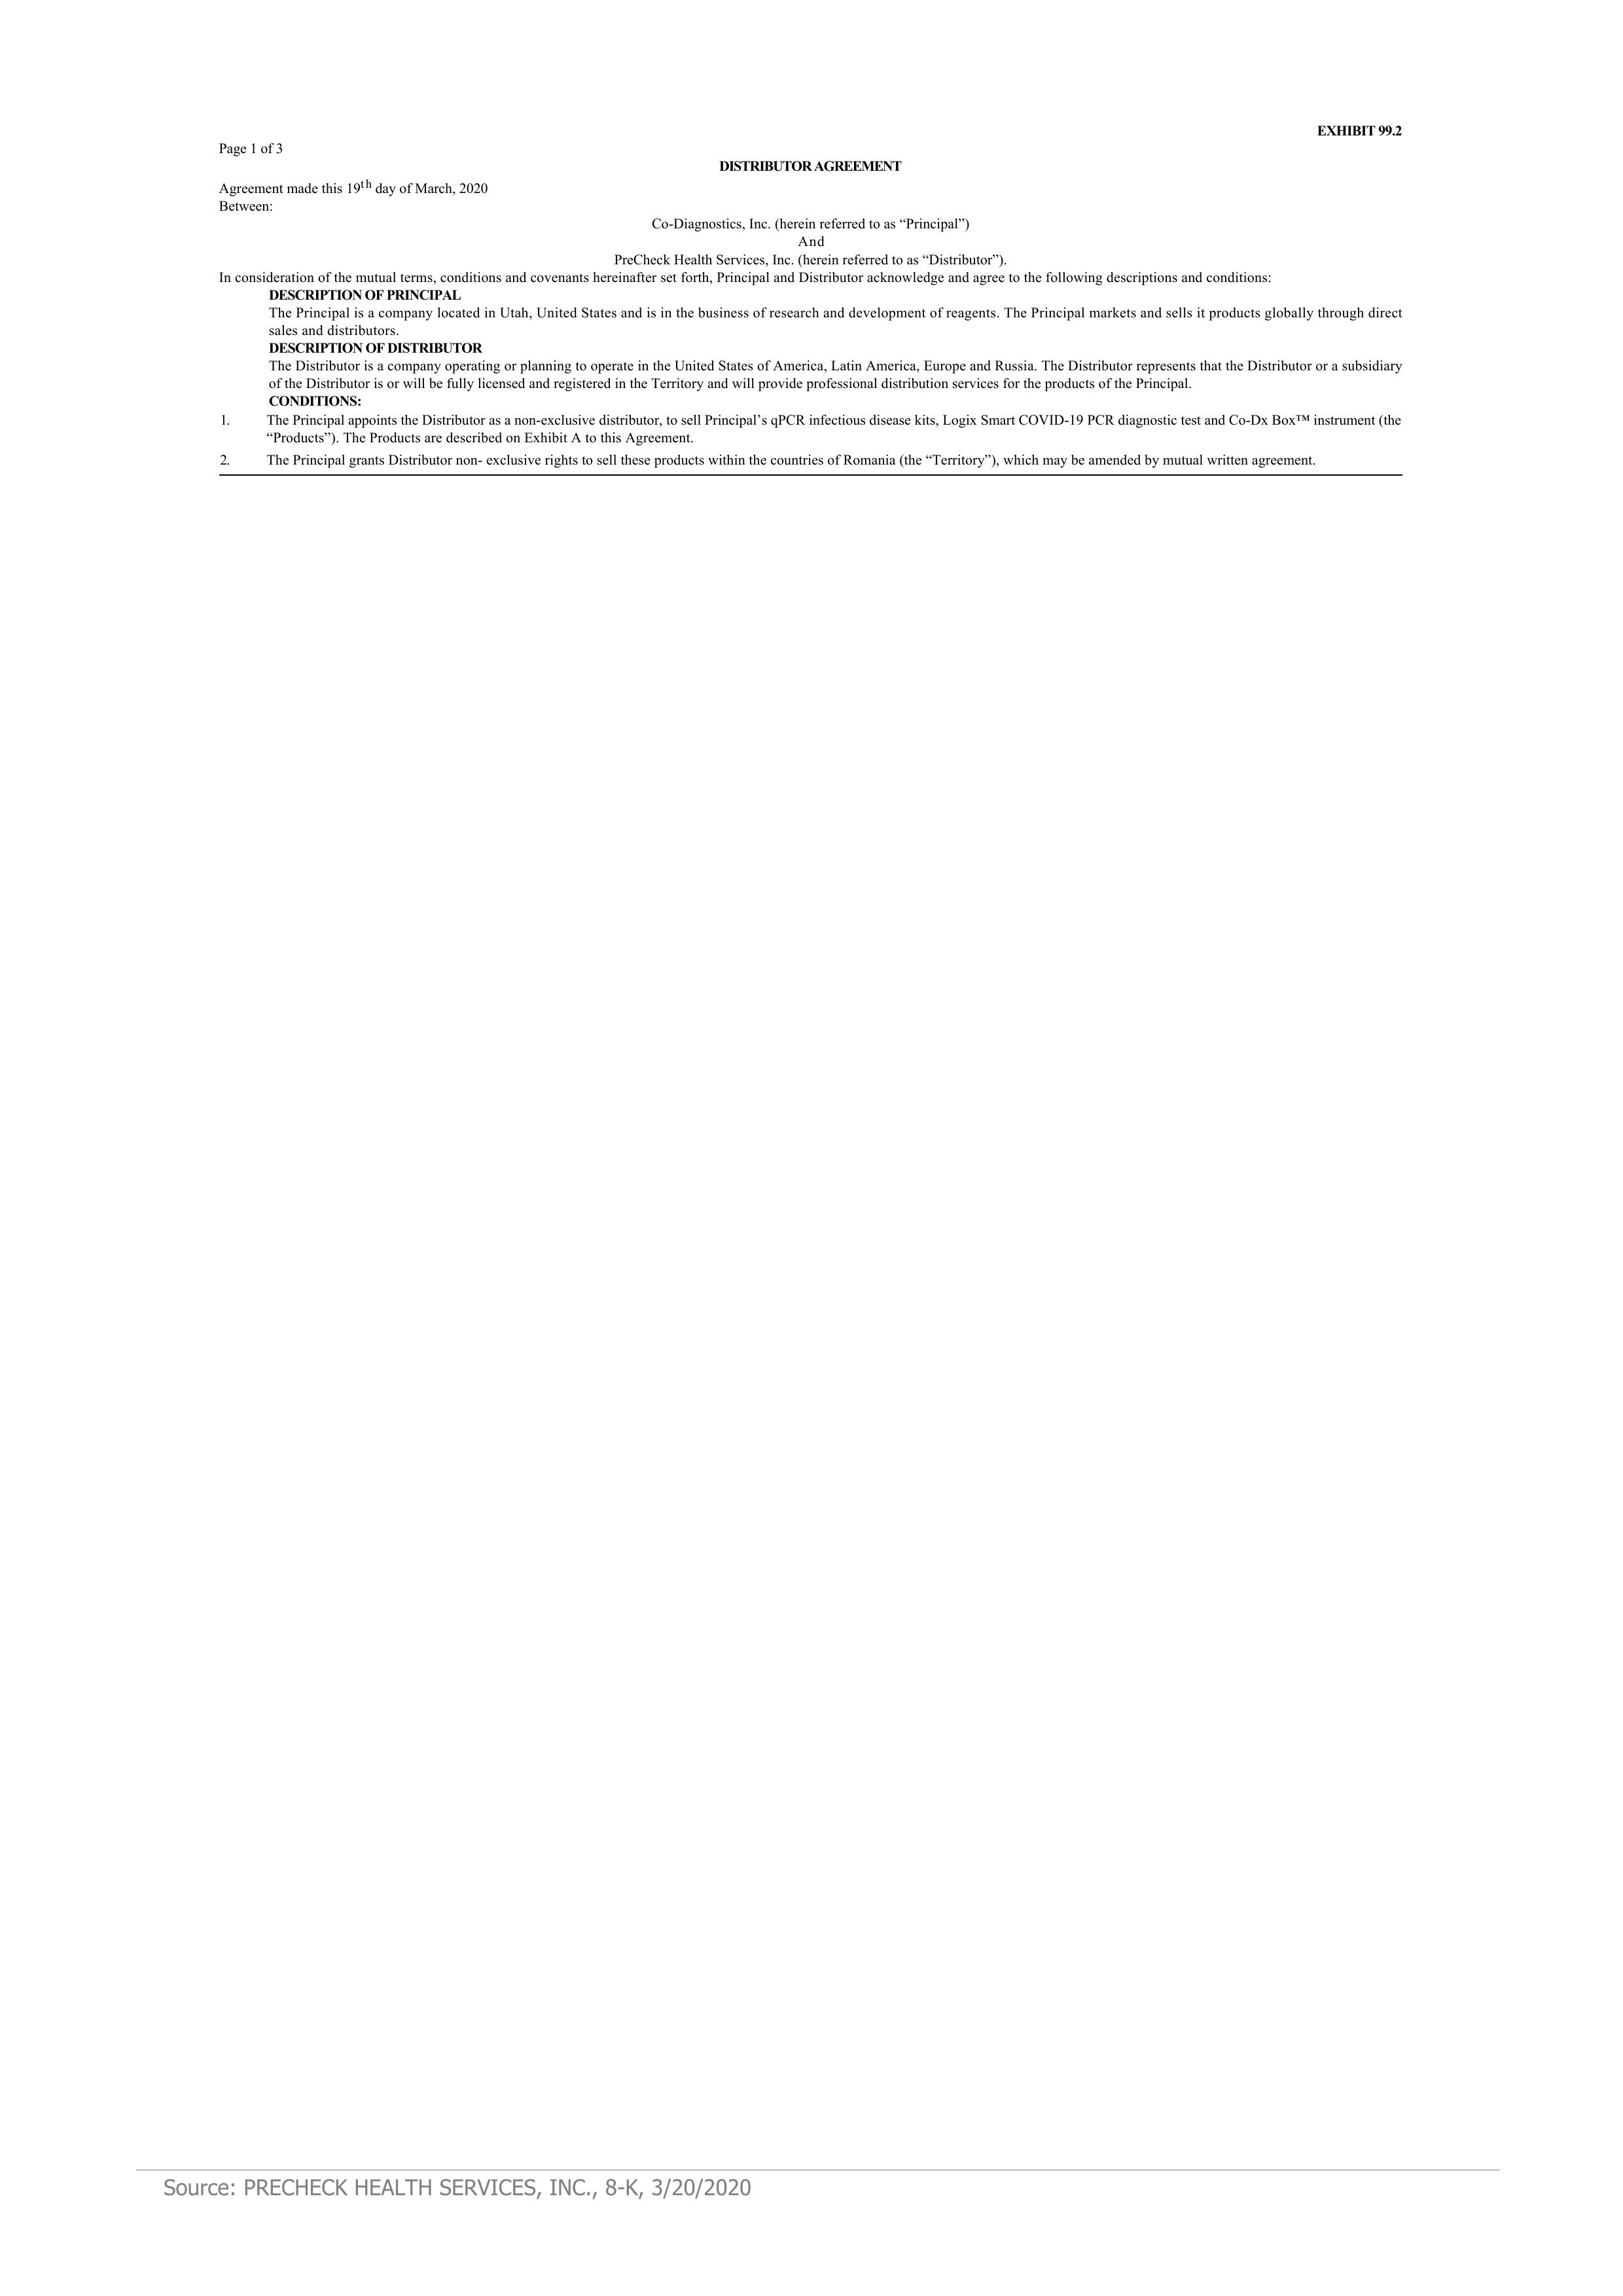 EXHIBIT 99.2
Page 1 of 3
DISTRIBUTOR AGREEMENT
Agreement made this 19th day of March, 2020
Between:
Co-Diagnostics, Inc. (herein referred to as “Principal”)
And
PreCheck Health Services, Inc. (herein referred to as “Distributor”).
In consideration of the mutual terms, conditions and covenants hereinafter set forth, Principal and Distributor acknowledge and agree to the following descriptions and conditions:
DESCRIPTION OF PRINCIPAL
The Principal is a company located in Utah, United States and is in the business of research and development of reagents. The Principal markets and sells it products globally through direct
sales and distributors.
DESCRIPTION OF DISTRIBUTOR
The Distributor is a company operating or planning to operate in the United States of America, Latin America, Europe and Russia. The Distributor represents that the Distributor or a subsidiary
of the Distributor is or will be fully licensed and registered in the Territory and will provide professional distribution services for the products of the Principal.
CONDITIONS:
1. The Principal appoints the Distributor as a non-exclusive distributor, to sell Principal’s qPCR infectious disease kits, Logix Smart COVID-19 PCR diagnostic test and Co-Dx Box™ instrument (the
“Products”). The Products are described on Exhibit A to this Agreement.
2. The Principal grants Distributor non- exclusive rights to sell these products within the countries of Romania (the “Territory”), which may be amended by mutual written agreement.
Source: PRECHECK HEALTH SERVICES, INC., 8-K, 3/20/2020